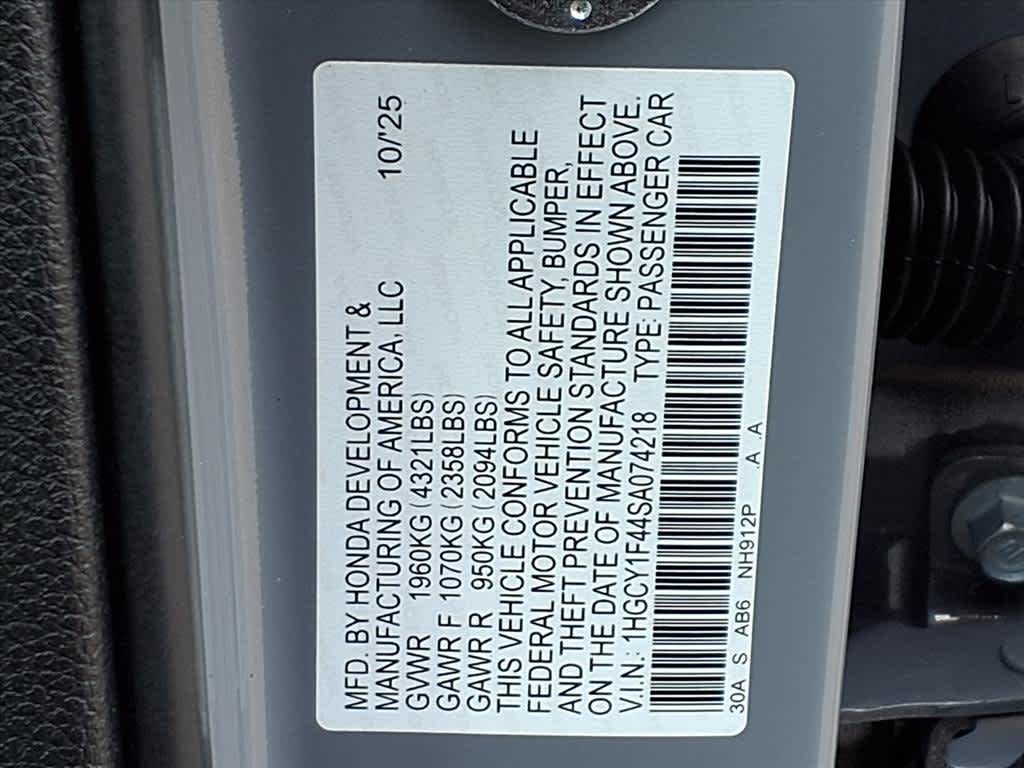 MFD. BY HONDA DEVELOPMENT &
MANUFACTURING OF AMERICA, LLC 10/'25
GVWR 1960KG (4321LBS)
GAWR F 1070KG (2358LBS)
GAWR R 950KG (2094LBS)
THIS VEHICLE CONFORMS TO ALL APPLICABLE
FEDERAL MOTOR VEHICLE SAFETY, BUMPER,
AND THEFT PREVENTION STANDARDS IN EFFECT
ON THE DATE OF MANUFACTURE SHOWN ABOVE.
V.I.N.: 1HGCY1F44SA074218 TYPE: PASSENGER CAR
30A S AB6 NH912P .A .A